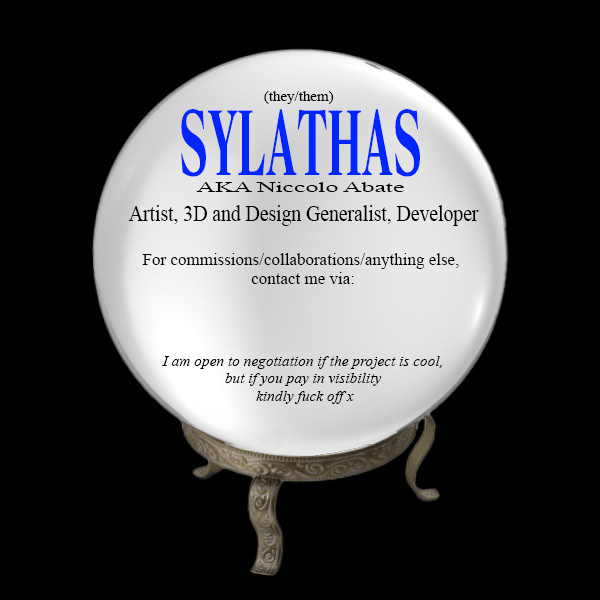 (they/them)
SYLATHAS
AKA Niccolo Abate
Artist, 3D and Design Generalist, Developer
For commissions/collaborations/anything else,
contact me via:
I am open to negotiation if the project is cool,
but if you pay in visibility
kindly fuck off x